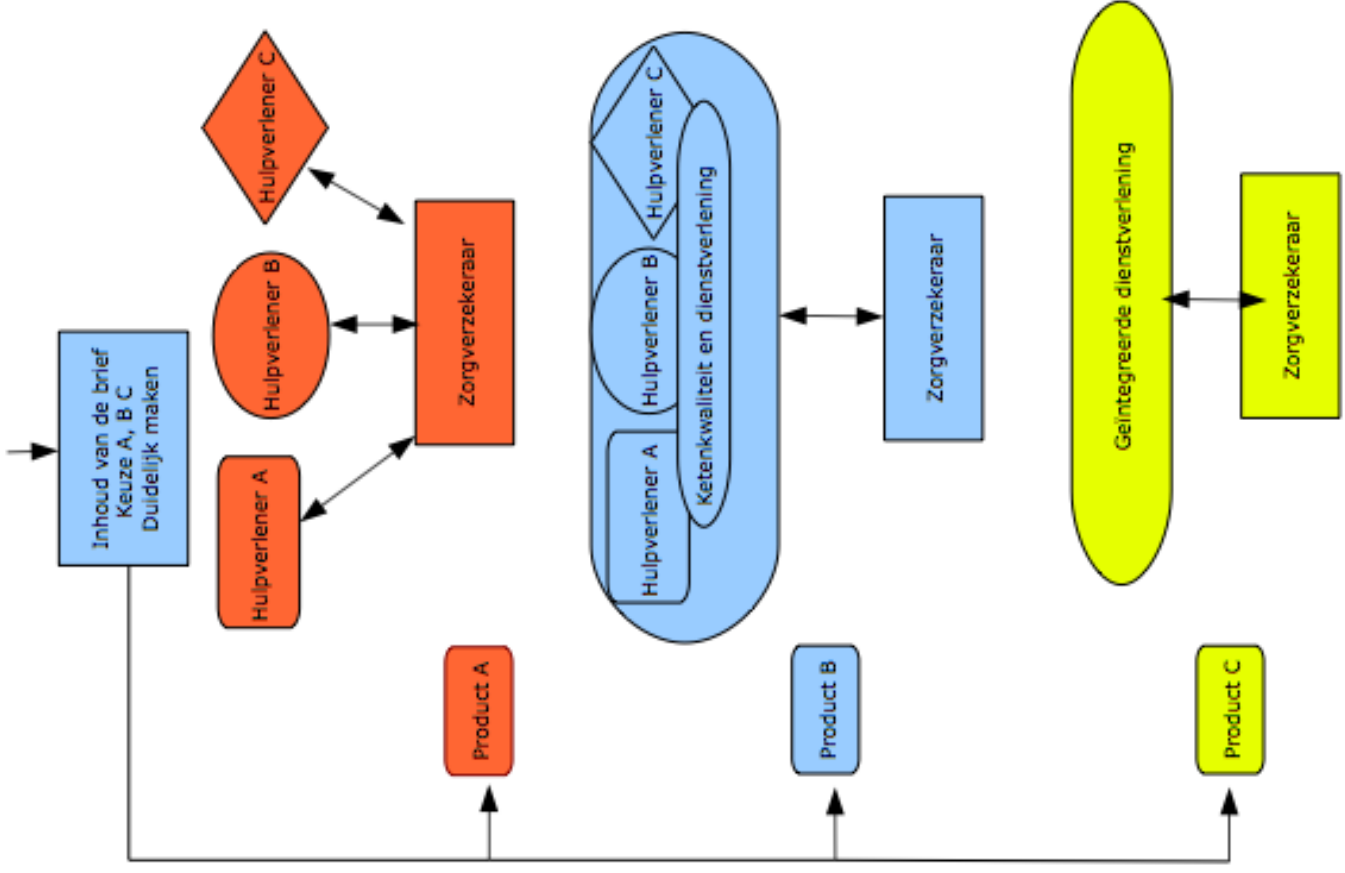 Inhoud van de brief
Keuze A, B C
Duidelijk maken
Product A
Hulpverlener A
Hulpverlener B
Hulpverlener C
Zorgverzekeraar
Product B
Hulpverlener A
Hulpverlener B
Hulpverlener C
Ketenkwaliteit en dienstverlening
Zorgverzekeraar
Product C
Geïntegreerde dienstverlening
Zorgverzekeraar